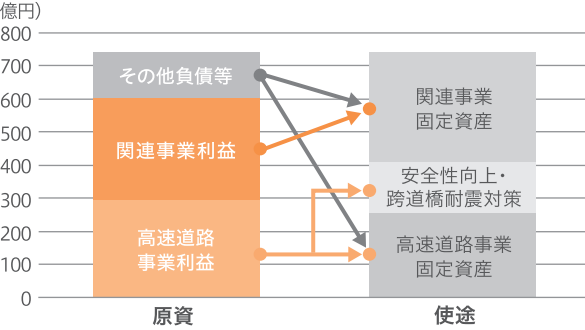 億円)
800
700
600
500
400
300
200
100
0
その他負債等
関連事業利益
高速道路
事業利益
関連事業
固定資産
安全性向上・
跨道橋耐震対策
高速道路事業
固定資産
原資
使途